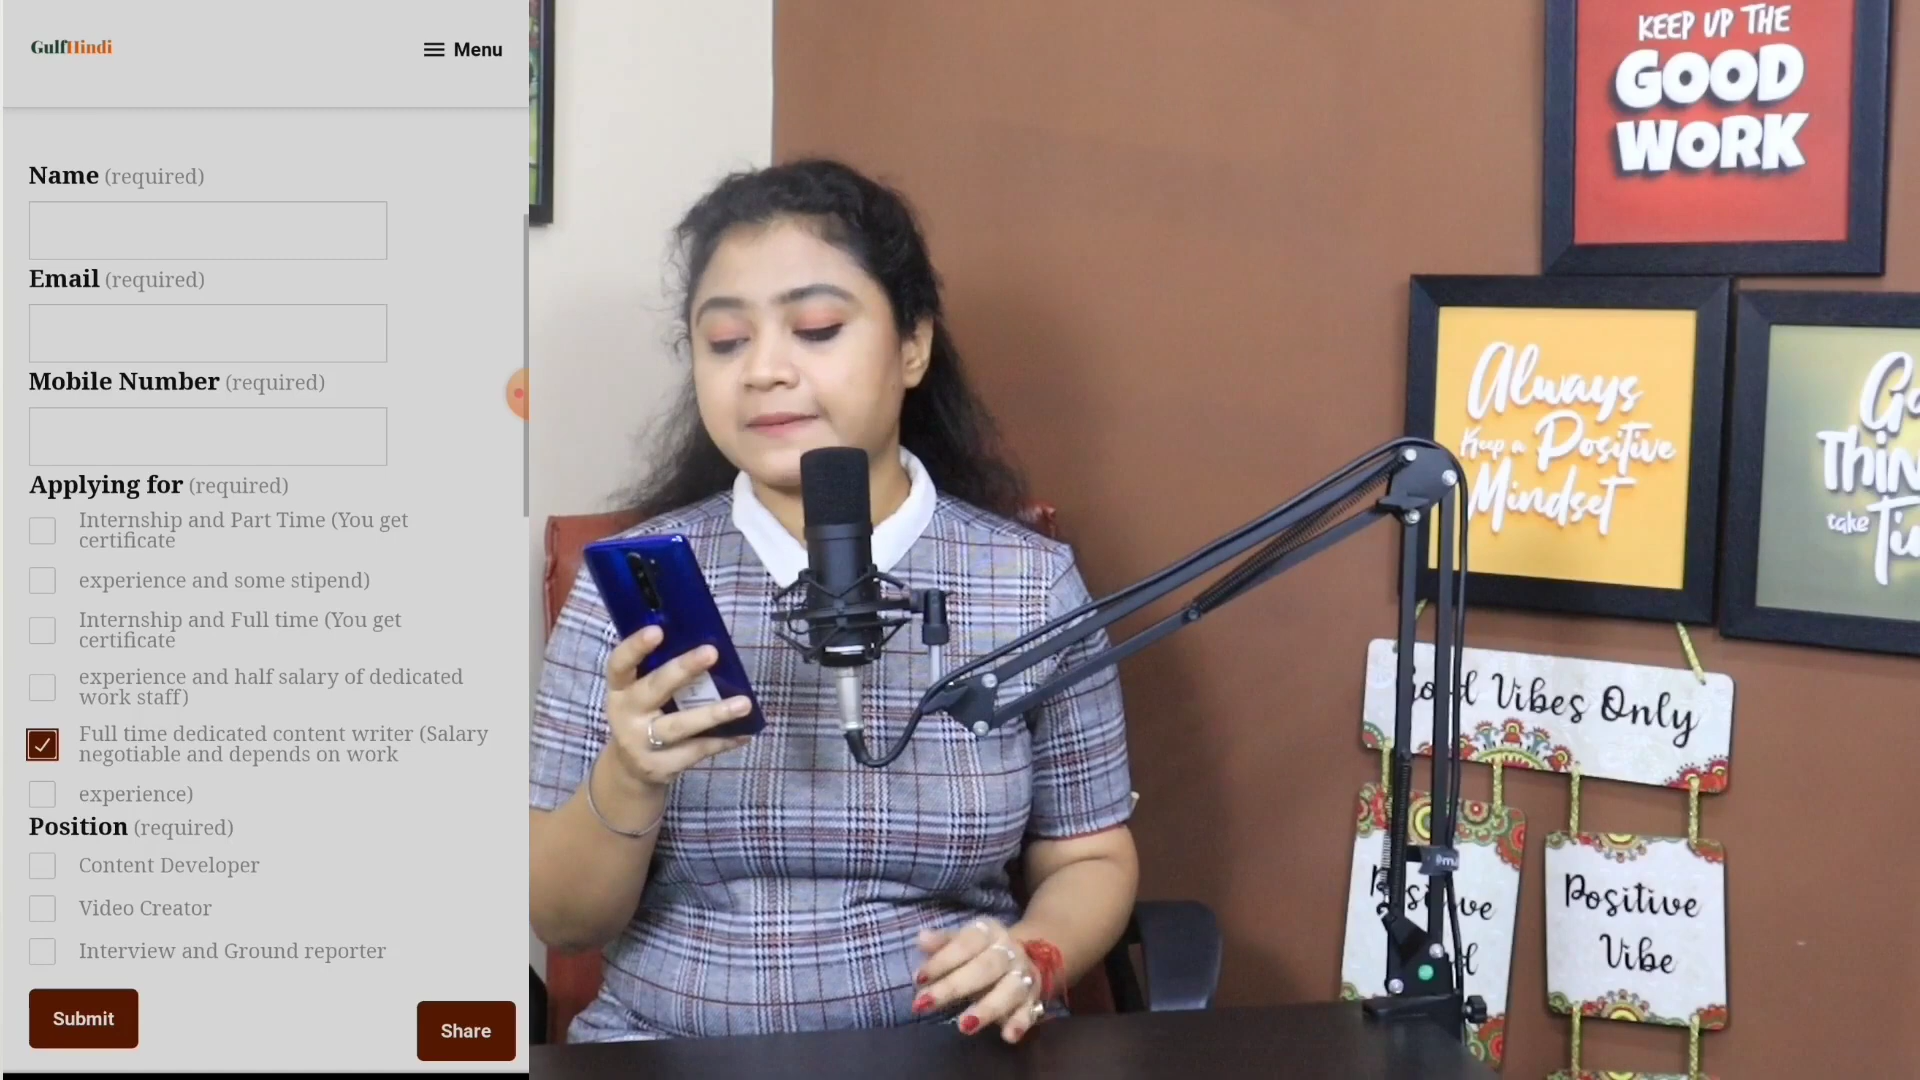 GulfHindi
Menu
Name (required)
Email (required)
Mobile Number (required)
Applying for (required)
Internship and Part Time (You get
certificate
experience and some stipend)
Internship and Full time (You get
certificate
experience and half salary of dedicated
work staff)
Full time dedicated content writer (Salary
negotiable and depends on work
experience)
Position (required)
Content Developer
Video Creator
Interview and Ground reporter
Submit
Share
KEEP UP THE
GOOD
WORK
Always
Keep a Positive
Mindset
take
Good Vibes Only
Positive
Vibe